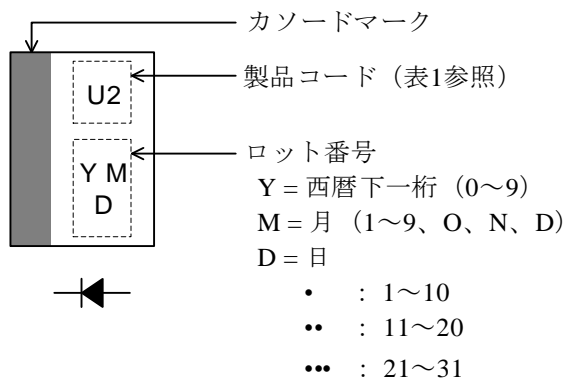 カソードマーク
製品コード（表1参照）
U2
ロット番号
Y M
D
Y = 西暦下一桁（0～9）
M = 月（1～9、O、N、D）
D = 日
• : 1～10
•• : 11～20
••• : 21～31